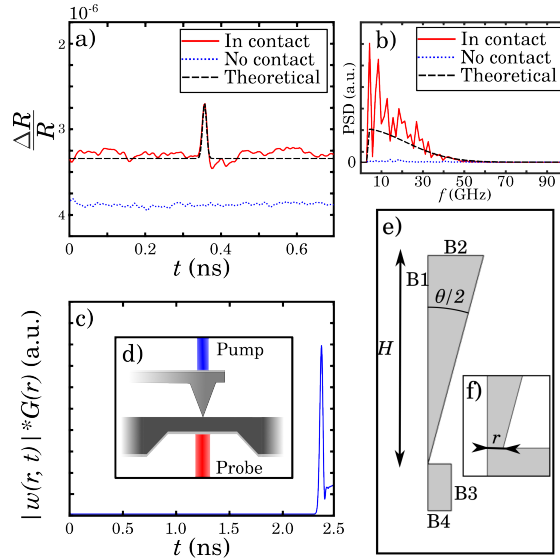 10⁻⁶
a)
In contact
No contact
Theoretical
2
3
4
ΔR
R
0 0.2 0.4 0.6
t (ns)
b)
In contact
No contact
Theoretical
PSD (a.u.)
0
10 30 50 70 90
f (GHz)
c)
|w(r, t)|*G(r) (a.u.)
0 0.5 1.0 1.5 2.0 2.5
t (ns)
d)
Pump
Probe
e)
B2
B1
θ/2
H
f)
r
B3
B4